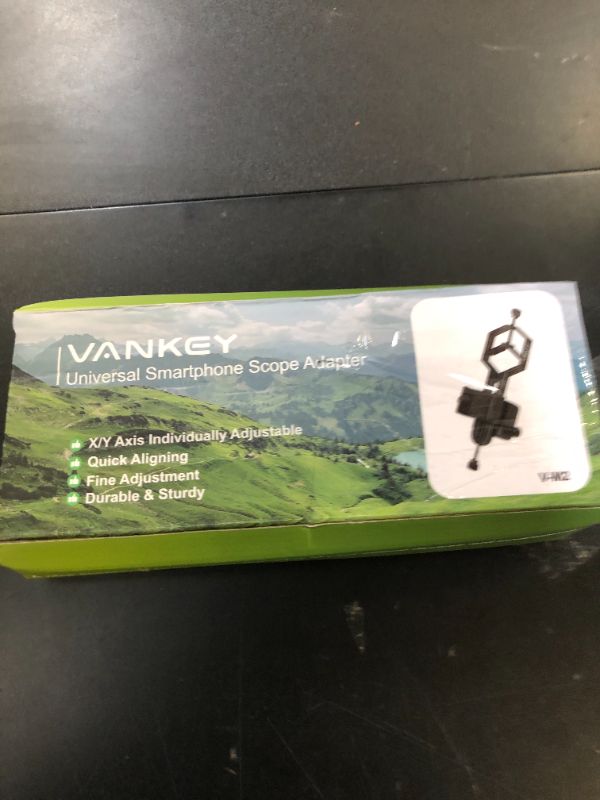 VANKEY
Universal Smartphone Scope Adapter
X/Y Axis Individually Adjustable
Quick Aligning
Fine Adjustment
Durable & Sturdy